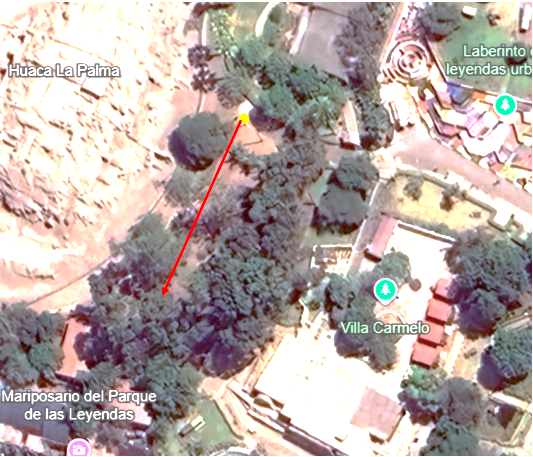 Laberinto
leyendas urb
Huaca La Palma
Villa Carmelo
Mariposario del Parque
de las Leyendas